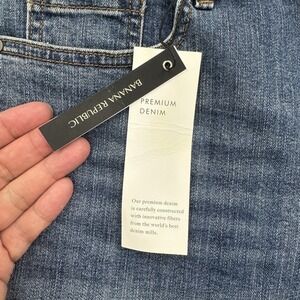 BANANA REPUBLIC
PREMIUM
DENIM
Our premium denim
is carefully constructed
with innovative fibers
from the world's best
denim mills.